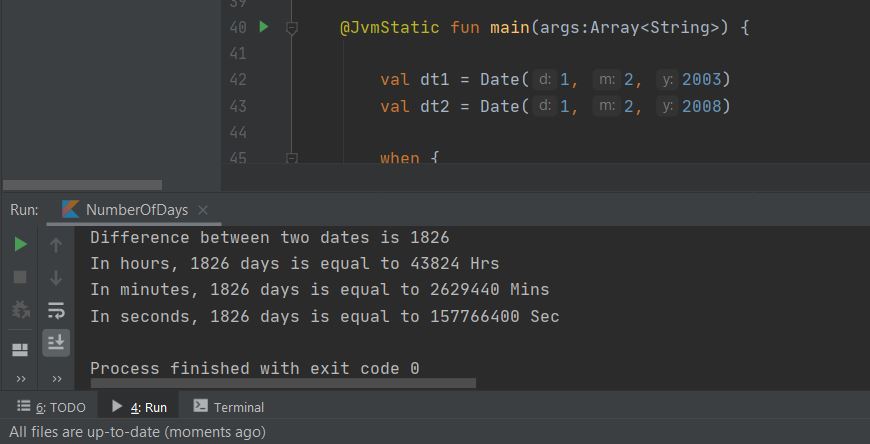 39
40 @JvmStatic fun main(args:Array<String>) {
41
42 val dt1 = Date( d: 1, m: 2, y: 2003)
43 val dt2 = Date( d: 1, m: 2, y: 2008)
44
45 when {
Run: NumberOfDays ×
Difference between two dates is 1826
In hours, 1826 days is equal to 43824 Hrs
In minutes, 1826 days is equal to 2629440 Mins
In seconds, 1826 days is equal to 157766400 Sec
Process finished with exit code 0
6: TODO 4: Run Terminal
All files are up-to-date (moments ago)